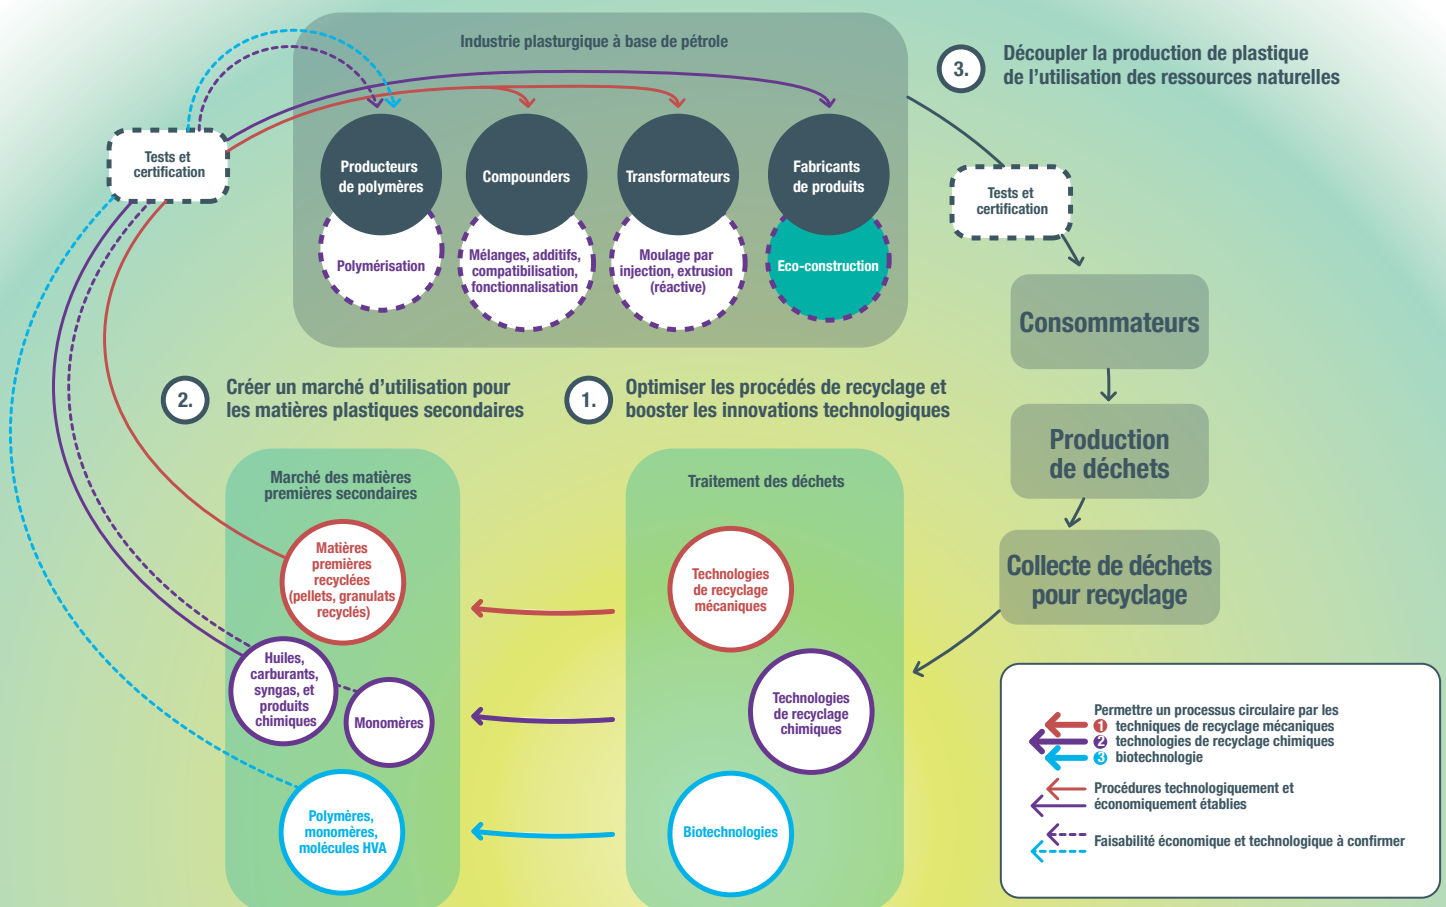 Industrie plasturgique à base de pétrole
3.
Découpler la production de plastique
de l’utilisation des ressources naturelles
Tests et
certification
Producteurs
de polymères
Compounders
Transformateurs
Fabricants
de produits
Polymérisation
Mélanges, additifs,
compatibilisation,
fonctionnalisation
Moulage par
injection, extrusion
(réactive)
Eco-construction
Tests et
certification
Consommateurs
Production
de déchets
Collecte de déchets
pour recyclage
2.
Créer un marché d’utilisation pour
les matières plastiques secondaires
1.
Optimiser les procédés de recyclage et
booster les innovations technologiques
Marché des matières
premières secondaires
Matières
premières
recyclées
(pellets, granulats
recyclés)
Huiles,
carburants,
syngas, et
produits
chimiques
Monomères
Polymères,
monomères,
molécules HVA
Traitement des déchets
Technologies
de recyclage
mécaniques
Technologies
de recyclage
chimiques
Biotechnologies
Permettre un processus circulaire par les
1 techniques de recyclage mécaniques
2 technologies de recyclage chimiques
3 biotechnologie
Procédures technologiquement et
économiquement établies
Faisabilité économique et technologique à confirmer